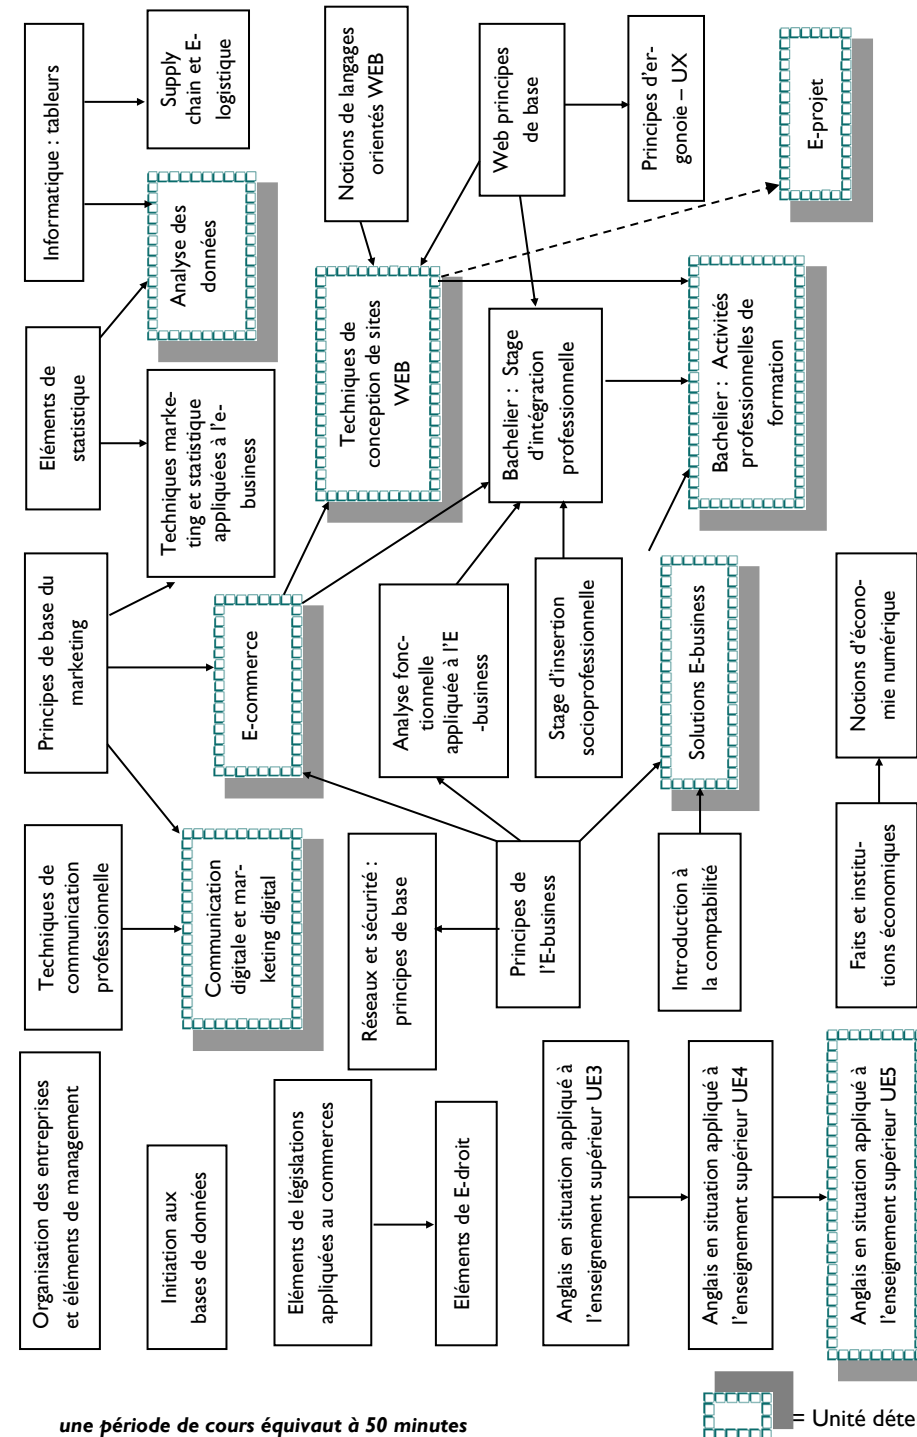 Organisation des entreprises
et éléments de management
Techniques de
communication
professionnelle
Principes de base du
marketing
Eléments de
statistique
Informatique : tableurs
Initiation aux
bases de données
Communication
digitale et mar-
keting digital
E-commerce
Techniques marke-
ting et statistique
appliquées à l'e-
business
Analyse des
données
Supply
chain et E-
logistique
Eléments de législations
appliquées au commerces
Réseaux et sécurité :
principes de base
Analyse fonc-
tionnelle
appliquée à l'E
-business
Techniques de
conception de sites
WEB
Notions de langages
orientés WEB
Eléments de E-droit
Principes de
l'E-business
Stage d'insertion
socioprofessionnelle
Bachelier : Stage
d'intégration
professionnelle
Web principes
de base
Anglais en situation appliqué à
l'enseignement supérieur UE3
Introduction à
la comptabilité
Solutions E-business
Bachelier : Activités
professionnelles de
formation
Principes d'er-
gonoie – UX
Anglais en situation appliqué à
l'enseignement supérieur UE4
Faits et institu-
tions économiques
Notions d'écono-
mie numérique
E-projet
Anglais en situation appliqué à
l'enseignement supérieur UE5
une période de cours équivaut à 50 minutes
= Unité déte